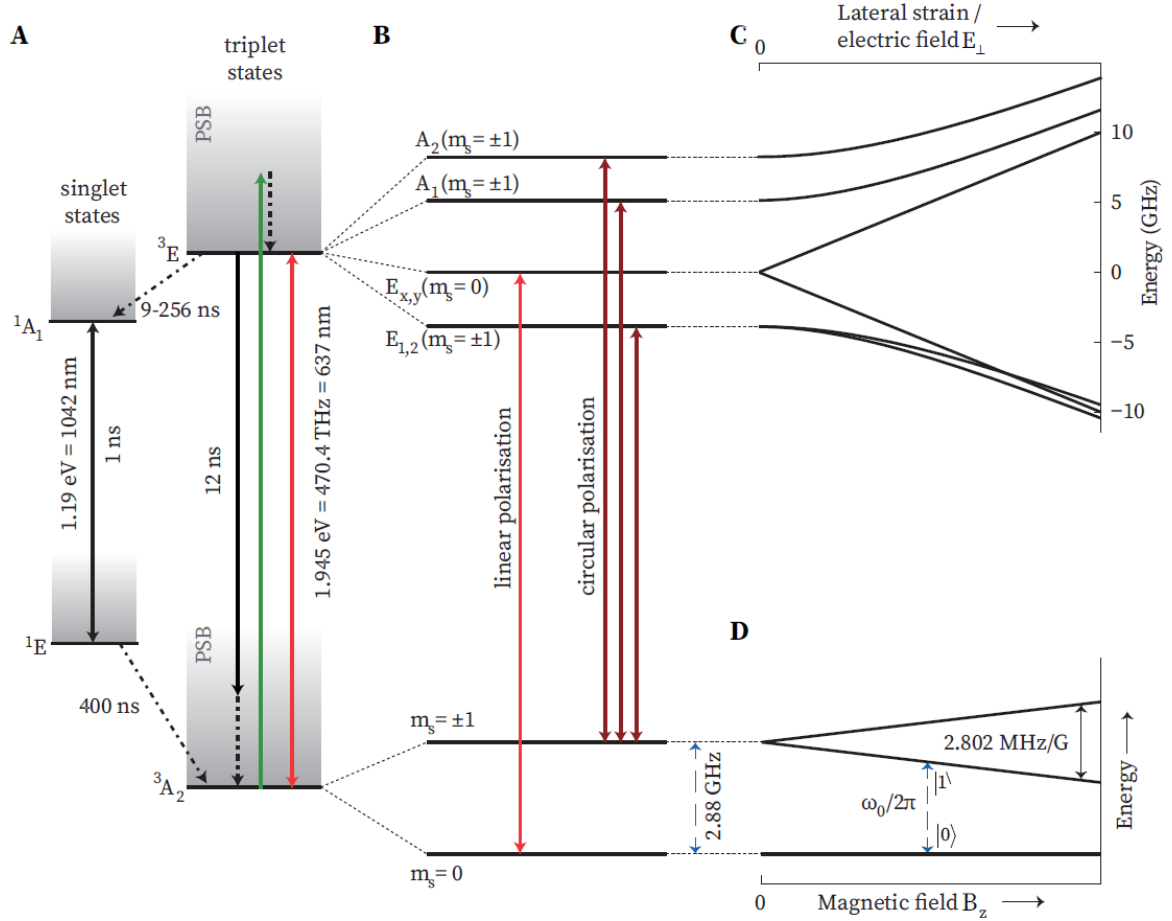 A
triplet
states
PSB
singlet
states
³E
9-256 ns
¹A₁
1.19 eV = 1042 nm
1 ns
12 ns
1.945 eV = 470.4 THz = 637 nm
¹E
PSB
400 ns
³A₂
B
A₂(mₛ= ±1)
A₁(mₛ= ±1)
Eₓ,ᵧ(mₛ= 0)
E₁,₂(mₛ= ±1)
linear polarisation
circular polarisation
mₛ= ±1
2.88 GHz
mₛ= 0
C
Lateral strain /
electric field E⊥
0
10
5
0
−5
−10
Energy (GHz)
D
2.802 MHz/G
|1⟩
ω₀/2π
|0⟩
Energy
0
Magnetic field B_z